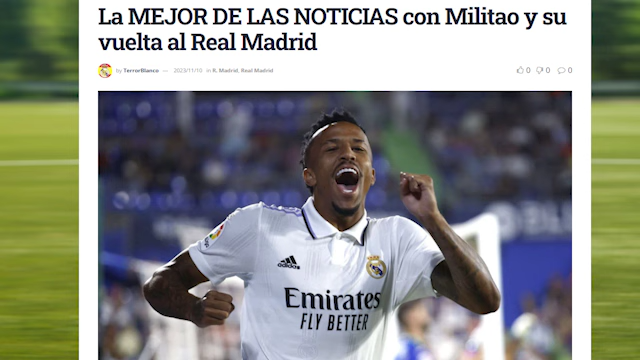 La MEJOR DE LAS NOTICIAS con Militao y su
vuelta al Real Madrid
by TerrorBlanco — 2023/11/10 in R. Madrid, Real Madrid
0 0 0
adidas
Emirates
FLY BETTER